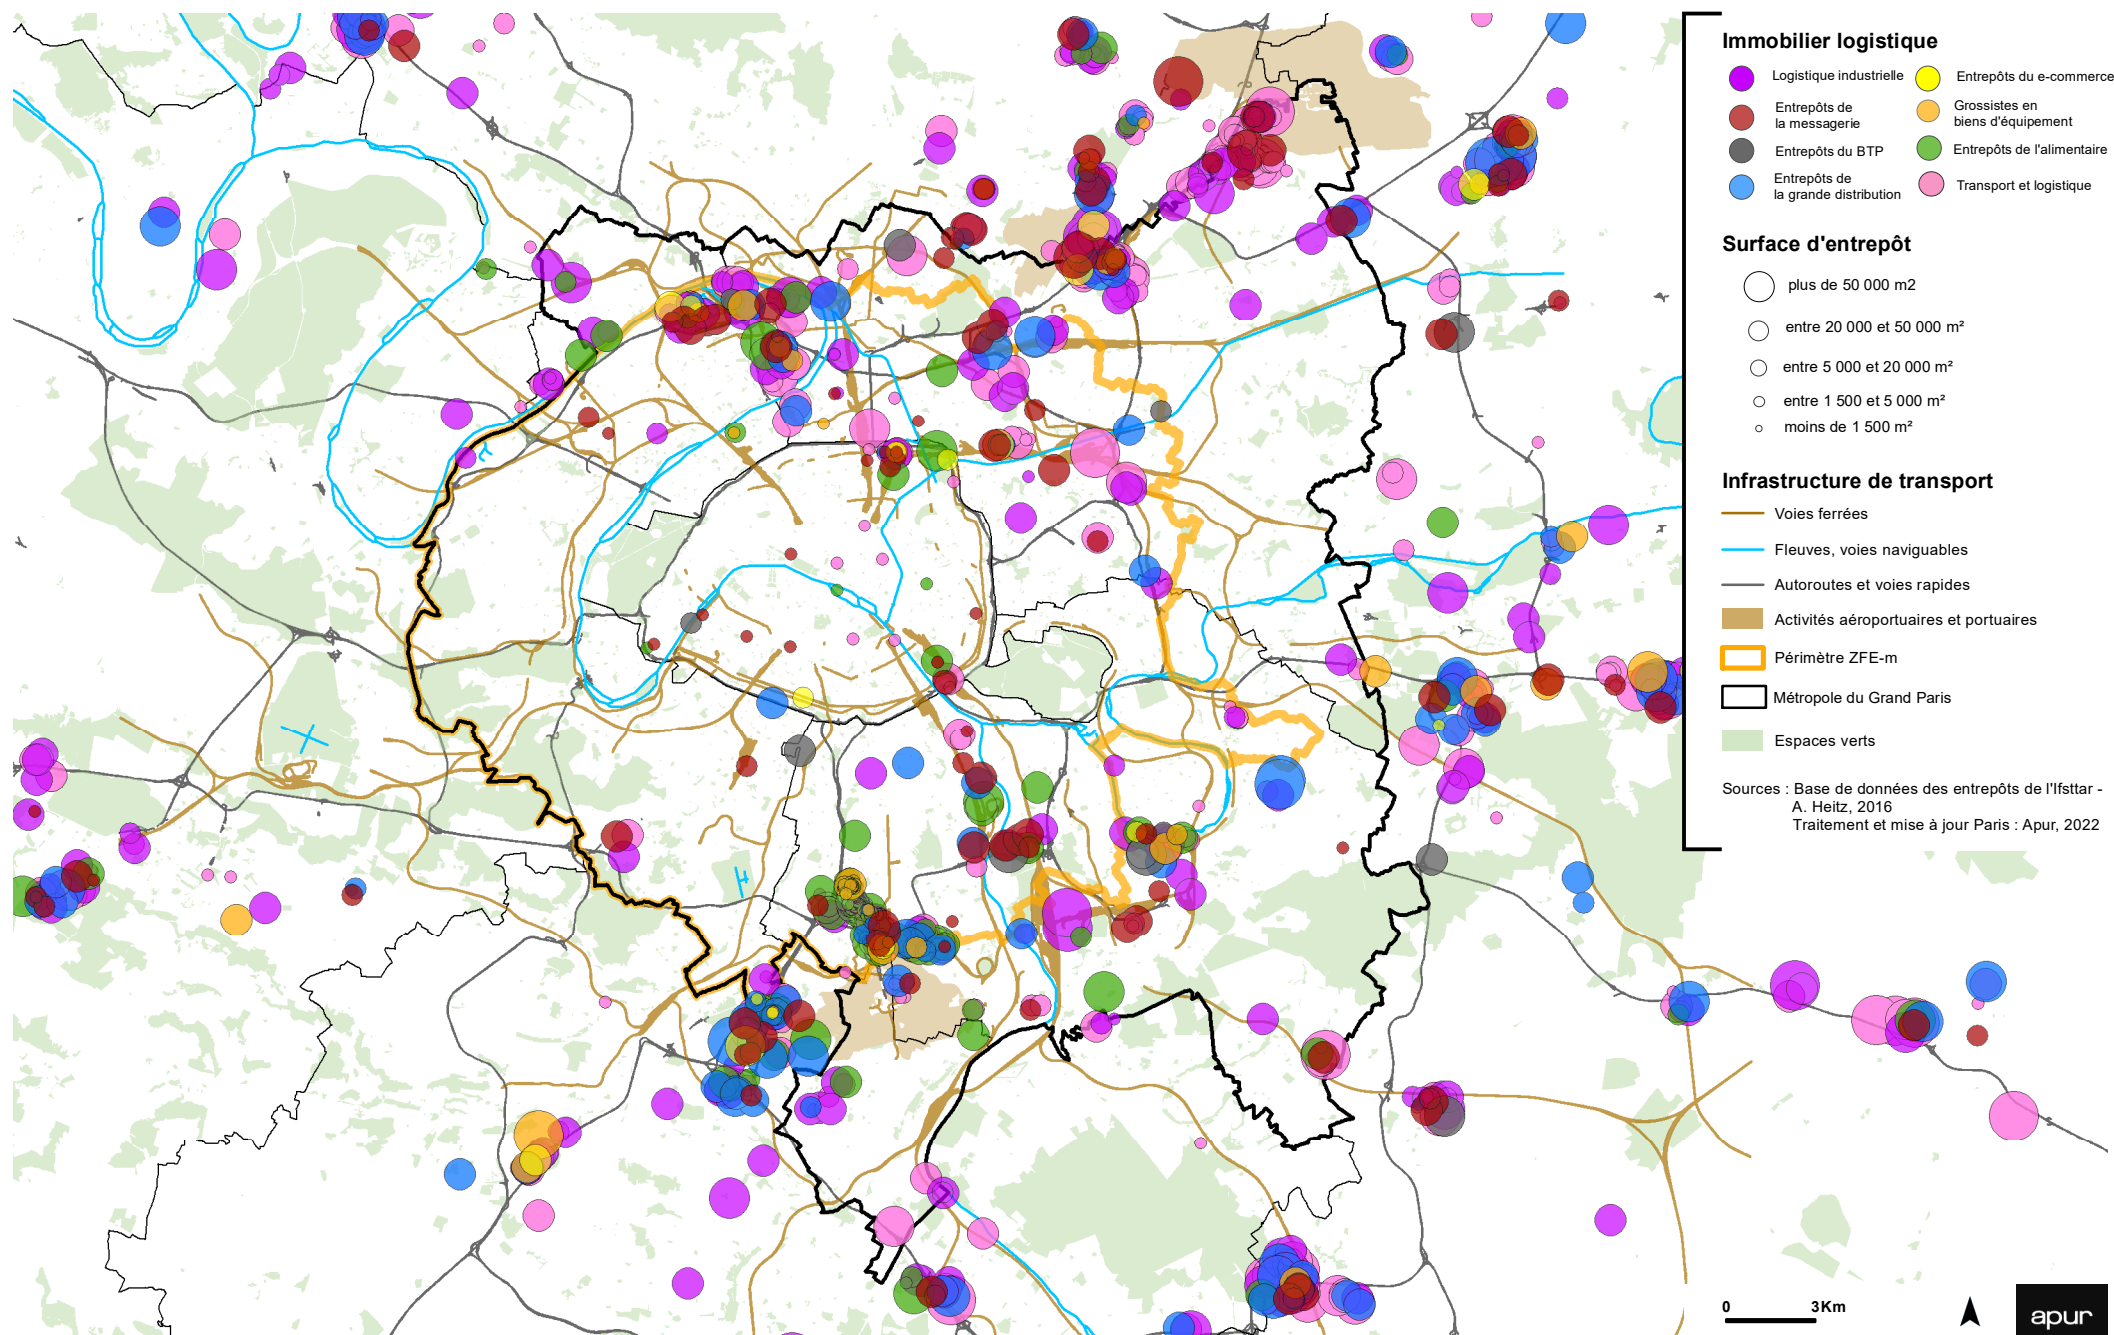 Immobilier logistique
Logistique industrielle
Entrepôts du e-commerce
Entrepôts de
la messagerie
Grossistes en
biens d'équipement
Entrepôts du BTP
Entrepôts de l'alimentaire
Entrepôts de
la grande distribution
Transport et logistique
Surface d'entrepôt
plus de 50 000 m2
entre 20 000 et 50 000 m²
entre 5 000 et 20 000 m²
entre 1 500 et 5 000 m²
moins de 1 500 m²
Infrastructure de transport
Voies ferrées
Fleuves, voies naviguables
Autoroutes et voies rapides
Activités aéroportuaires et portuaires
Périmètre ZFE-m
Métropole du Grand Paris
Espaces verts
Sources : Base de données des entrepôts de l'Ifsttar -
A. Heitz, 2016
Traitement et mise à jour Paris : Apur, 2022
0 3Km
apur